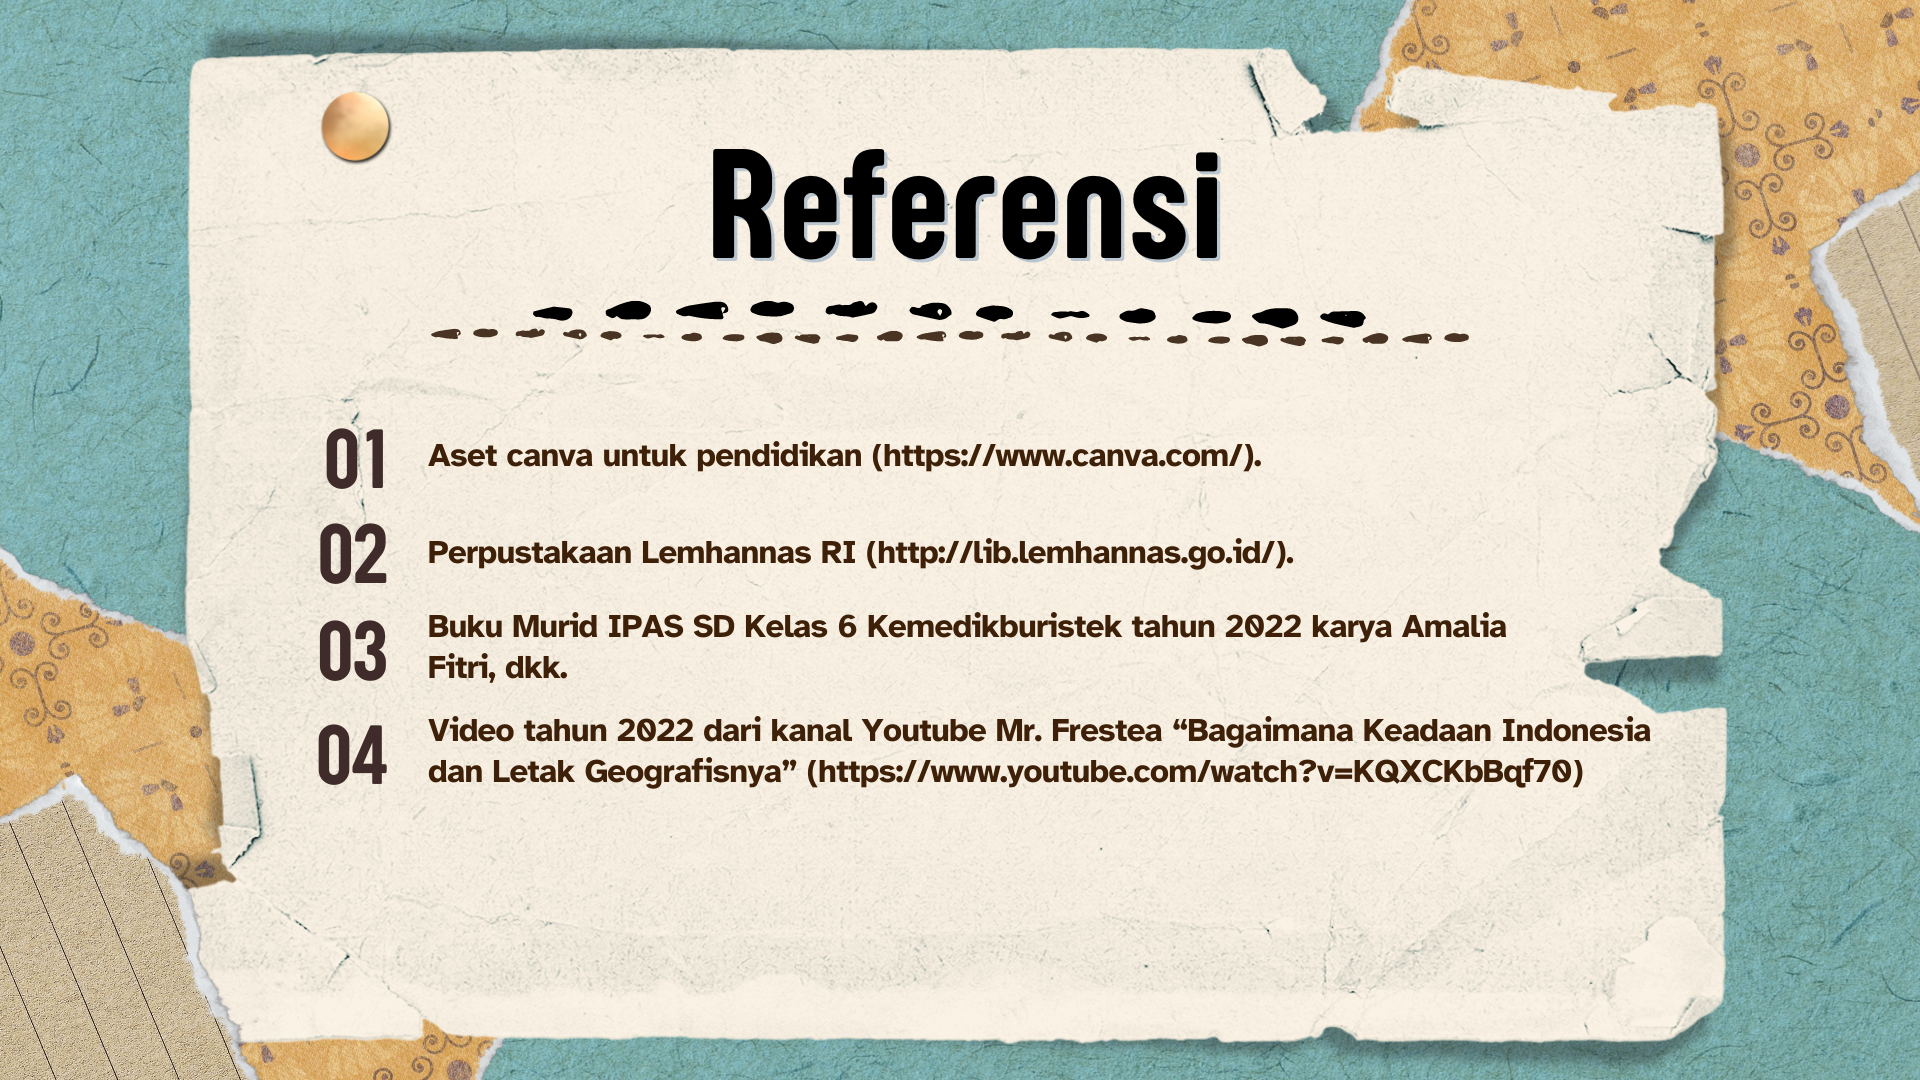 Referensi
01 Aset canva untuk pendidikan (https://www.canva.com/).
02 Perpustakaan Lemhannas RI (http://lib.lemhannas.go.id/).
03 Buku Murid IPAS SD Kelas 6 Kemedikburistek tahun 2022 karya Amalia
Fitri, dkk.
04 Video tahun 2022 dari kanal Youtube Mr. Frestea “Bagaimana Keadaan Indonesia
dan Letak Geografisnya” (https://www.youtube.com/watch?v=KQXCKbBqf70)